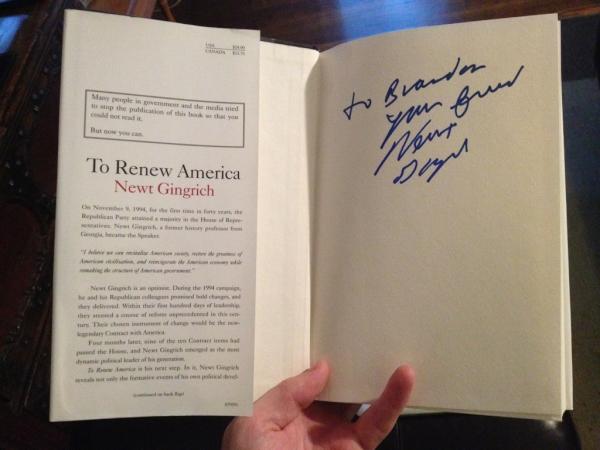 USA $24.00
CANADA $32.75
Many people in government and the media tried
to stop the publication of this book so that you
could not read it.
But now you can.
To Renew America
Newt Gingrich
On November 9, 1994, for the first time in forty years, the
Republican Party attained a majority in the House of Repre-
sentatives. Newt Gingrich, a former history professor from
Georgia, became the Speaker.
"I believe we can revitalize American society, restore the greatness of
American civilization, and reinvigorate the American economy while
remaking the structure of American government."
Newt Gingrich is an optimist. During the 1994 campaign,
he and his Republican colleagues promised bold changes, and
they delivered. Within their first hundred days of leadership,
they steered a course of reform unprecedented in this cen-
tury. Their chosen instrument of change would be the now-
legendary Contract with America.
Four months later, nine of the ten Contract items had
passed the House, and Newt Gingrich emerged as the most
dynamic political leader of his generation.
To Renew America is his next step. In it, Newt Gingrich
reveals not only the formative events of his own political devel-
(continued on back flap)
to Brandon
Your friend
Newt